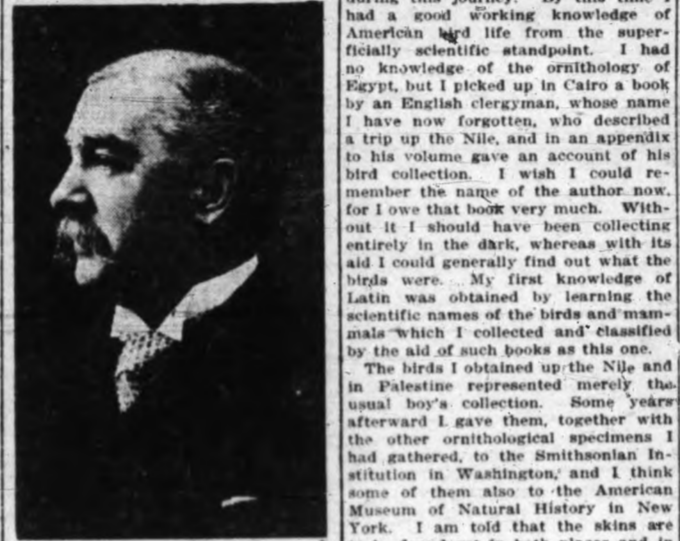 during this journey. By this time I
had a good working knowledge of
American bird life from the super-
ficially scientific standpoint. I had
no knowledge of the ornithology of
Egypt, but I picked up in Cairo a book
by an English clergyman, whose name
I have now forgotten, who described
a trip up the Nile, and in an appendix
to his volume gave an account of his
bird collection. I wish I could re-
member the name of the author now,
for I owe that book very much. With-
out it I should have been collecting
entirely in the dark, whereas with its
aid I could generally find out what the
birds were. My first knowledge of
Latin was obtained by learning the
scientific names of the birds and mam-
mals which I collected and classified
by the aid of such books as this one.
The birds I obtained up the Nile and
in Palestine represented merely the
usual boy's collection. Some years
afterward I gave them, together with
the other ornithological specimens I
had gathered, to the Smithsonian In-
stitution in Washington, and I think
some of them also to the American
Museum of Natural History in New
York. I am told that the skins are